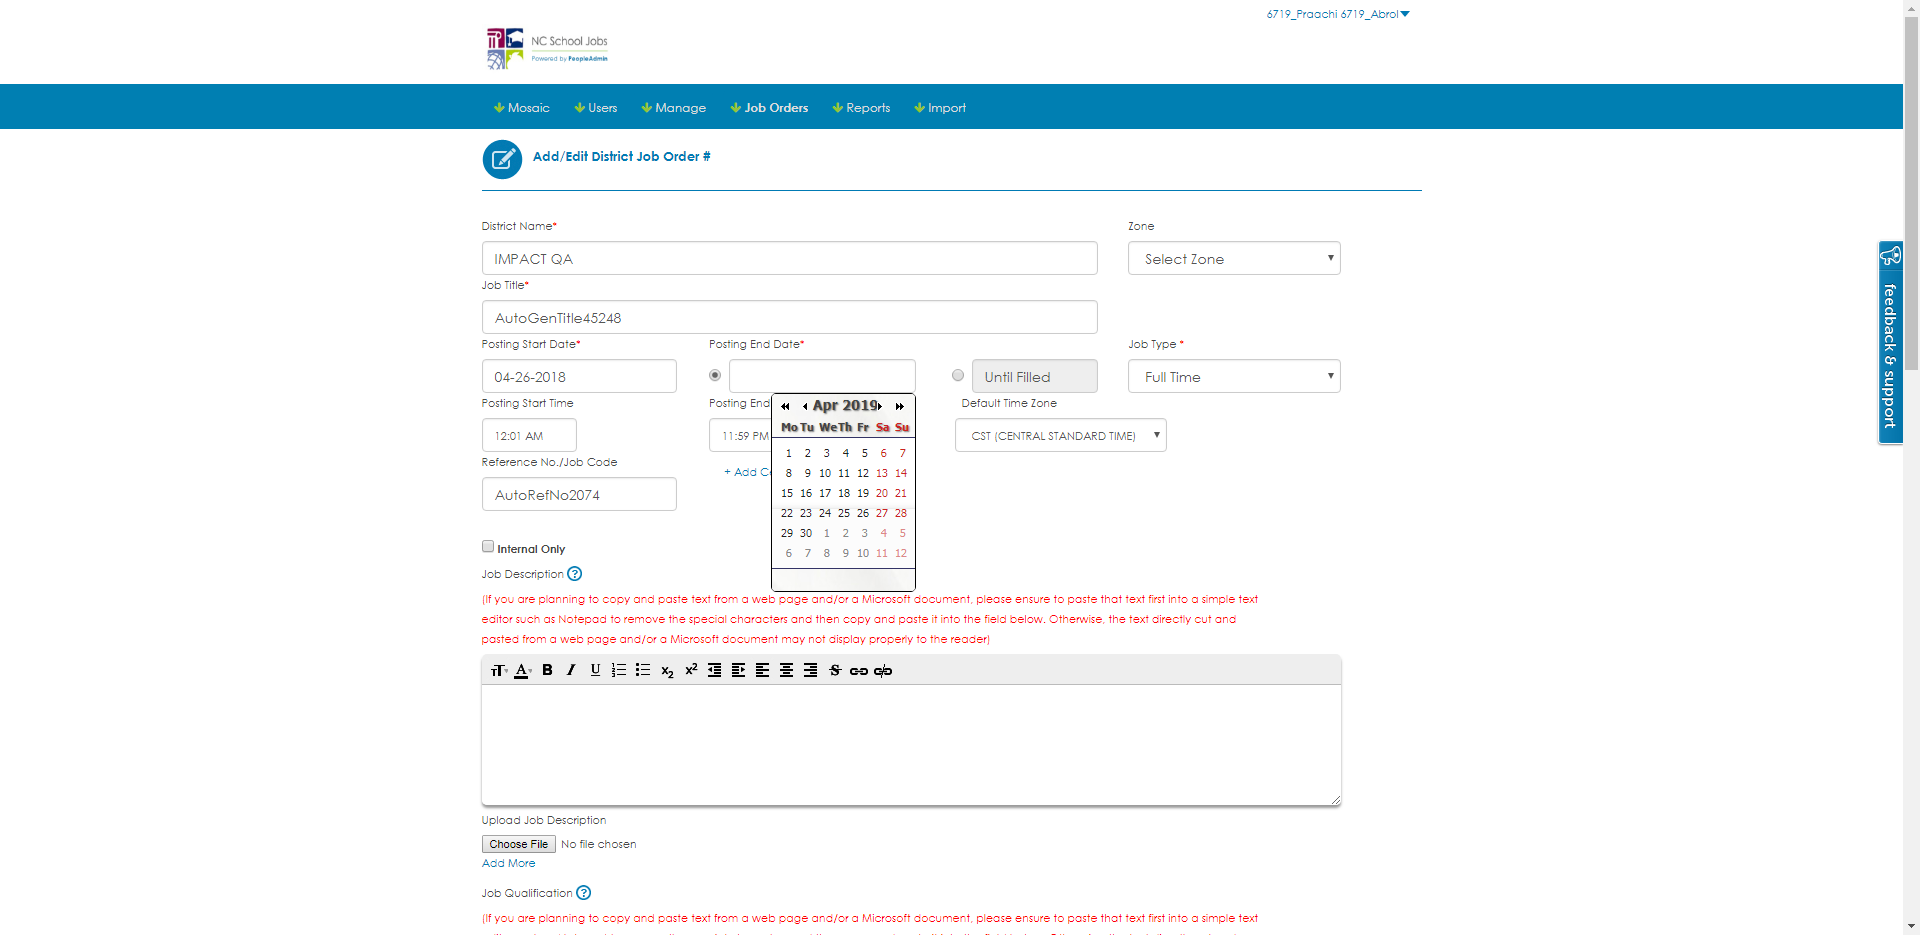 6719_Praachi 6719_Abrol
NC School Jobs
Powered by PeopleAdmin
Mosaic Users Manage Job Orders Reports Import
Add/Edit District Job Order #
District Name* Zone
IMPACT QA Select Zone
Job Title*
AutoGenTitle45248
Posting Start Date* Posting End Date* Job Type *
04-26-2018 Until Filled Full Time
Posting Start Time Posting End Default Time Zone
12:01 AM 11:59 PM CST (CENTRAL STANDARD TIME)
Reference No./Job Code + Add
AutoRefNo2074
Apr 2019
Mo Tu We Th Fr Sa Su
1 2 3 4 5 6 7
8 9 10 11 12 13 14
15 16 17 18 19 20 21
22 23 24 25 26 27 28
29 30 1 2 3 4 5
6 7 8 9 10 11 12
Internal Only
Job Description ?
(If you are planning to copy and paste text from a web page and/or a Microsoft document, please ensure to paste that text first into a simple text
editor such as Notepad to remove the special characters and then copy and paste it into the field below. Otherwise, the text directly cut and
pasted from a web page and/or a Microsoft document may not display properly to the reader)
Upload Job Description
Choose File No file chosen
Add More
Job Qualification ?
(If you are planning to copy and paste text from a web page and/or a Microsoft document, please ensure to paste that text first into a simple text
feedback & support